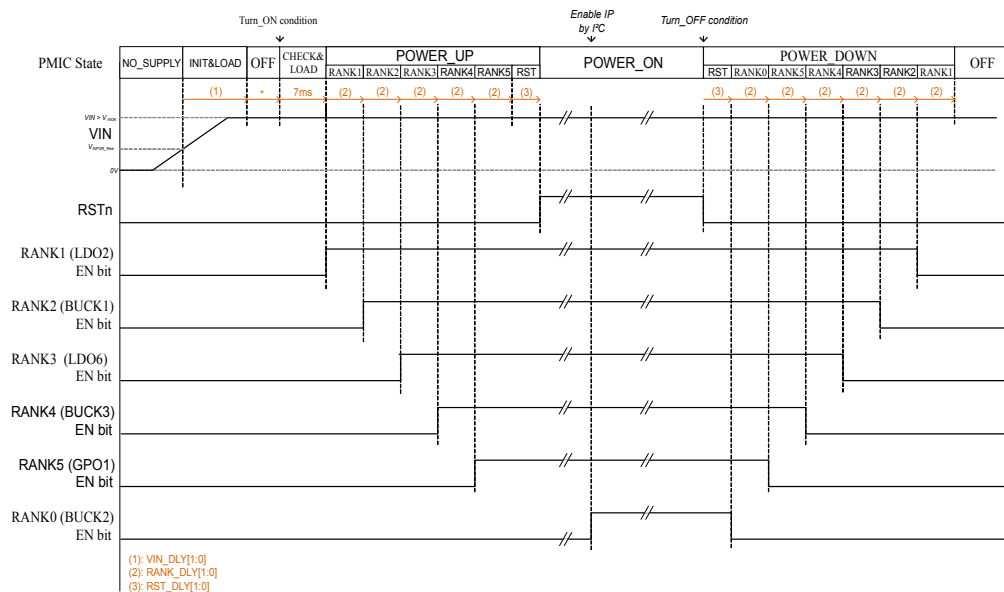 Turn_ON condition
Enable IP
by I²C
Turn_OFF condition
PMIC State
NO_SUPPLY
INIT&LOAD
OFF
CHECK&
LOAD
POWER_UP
RANK1
RANK2
RANK3
RANK4
RANK5
RST
POWER_ON
POWER_DOWN
RST
RANK0
RANK5
RANK4
RANK3
RANK2
RANK1
OFF
(1)
*
7ms
(2)
(2)
(2)
(2)
(2)
(3)
(3)
(2)
(2)
(2)
(2)
(2)
(2)
VIN
0V
RSTn
RANK1 (LDO2)
EN bit
RANK2 (BUCK1)
EN bit
RANK3 (LDO6)
EN bit
RANK4 (BUCK3)
EN bit
RANK5 (GPO1)
EN bit
RANK0 (BUCK2)
EN bit
(1): VIN_DLY[1:0]
(2): RANK_DLY[1:0]
(3): RST_DLY[1:0]